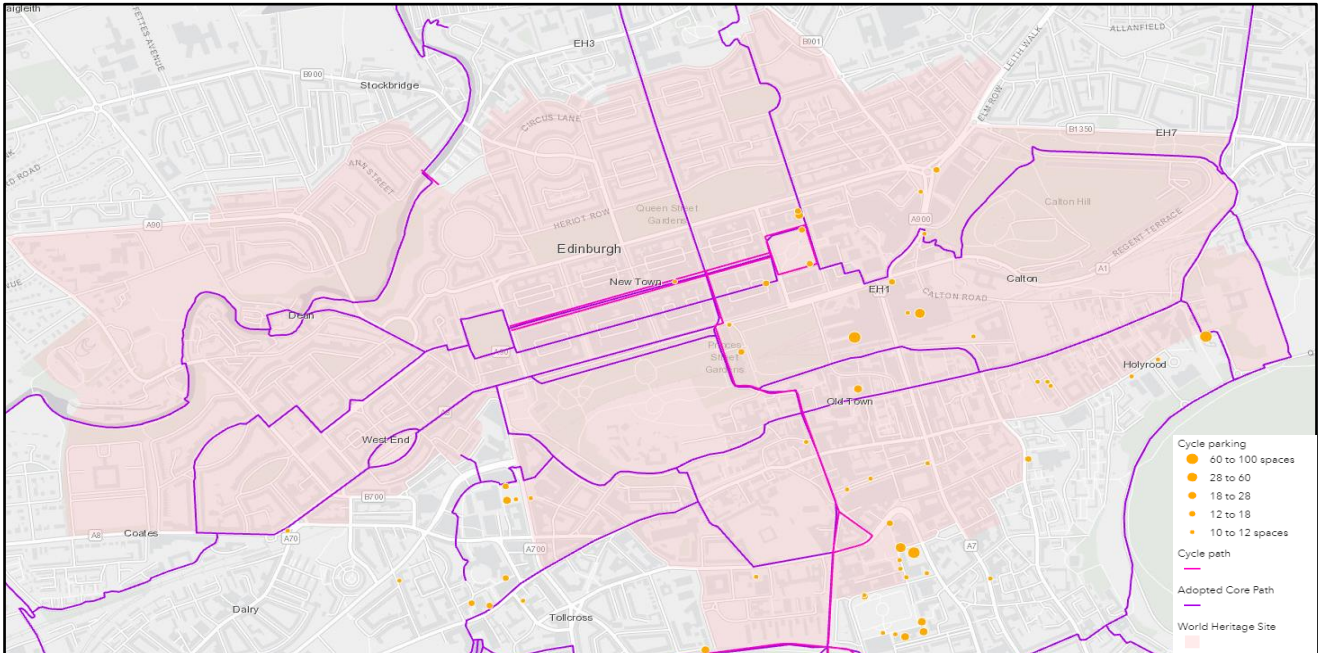 aigleith
FETTES AVENUE
EH3
B901
LEITH WALK
ALLANFIELD
B900
Stockbridge
ELM ROW
CIRCUS LANE
B1350
EH7
ANN STREET
Queen Street
Gardens
Calton Hill
HERIOT ROW
A90
A900
REGENT TERRACE
Edinburgh
New Town
EH1
Calton
A1
CALTON ROAD
Dean
Princes
Street
Gardens
Holyrood
Old Town
West End
B700
Coates
A8
A70
A700
A7
Dalry
Tollcross
Cycle parking
60 to 100 spaces
28 to 60
18 to 28
12 to 18
10 to 12 spaces
Cycle path
Adopted Core Path
World Heritage Site